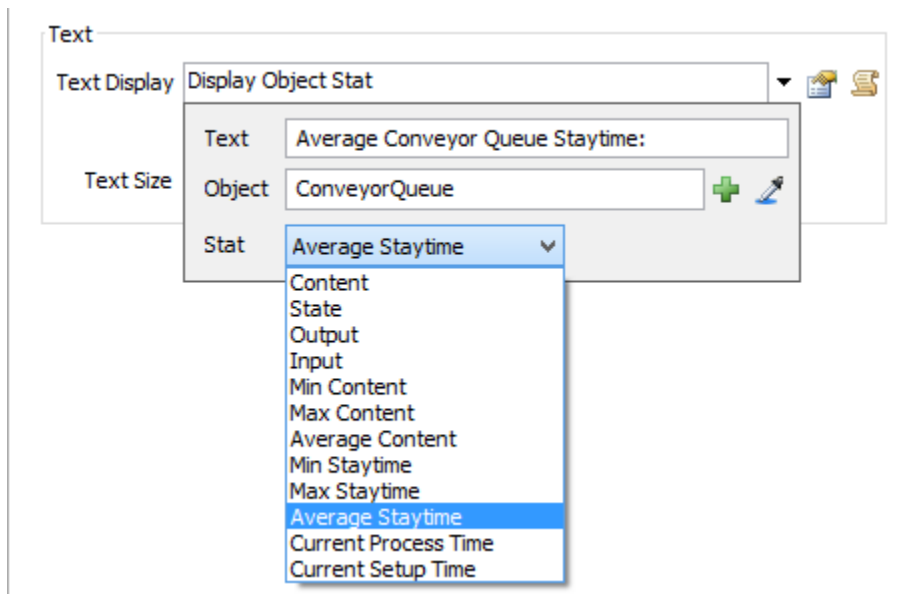 Text
Text Display Display Object Stat
Text Average Conveyor Queue Staytime:
Text Size
Object ConveyorQueue
Stat Average Staytime
Content
State
Output
Input
Min Content
Max Content
Average Content
Min Staytime
Max Staytime
Average Staytime
Current Process Time
Current Setup Time